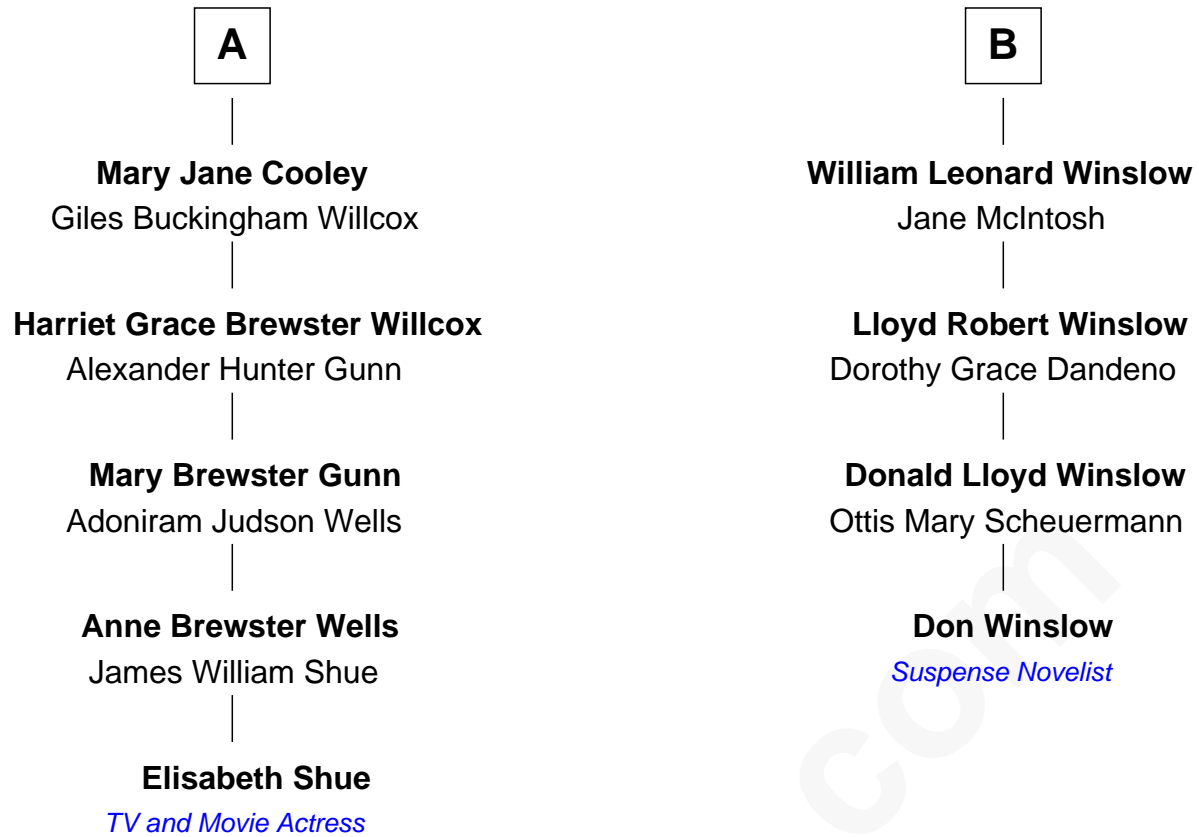 A
Mary Jane Cooley
Giles Buckingham Willcox
Harriet Grace Brewster Willcox
Alexander Hunter Gunn
Mary Brewster Gunn
Adoniram Judson Wells
Anne Brewster Wells
James William Shue
Elisabeth Shue
TV and Movie Actress
B
William Leonard Winslow
Jane McIntosh
Lloyd Robert Winslow
Dorothy Grace Dandeno
Donald Lloyd Winslow
Ottis Mary Scheuermann
Don Winslow
Suspense Novelist
com